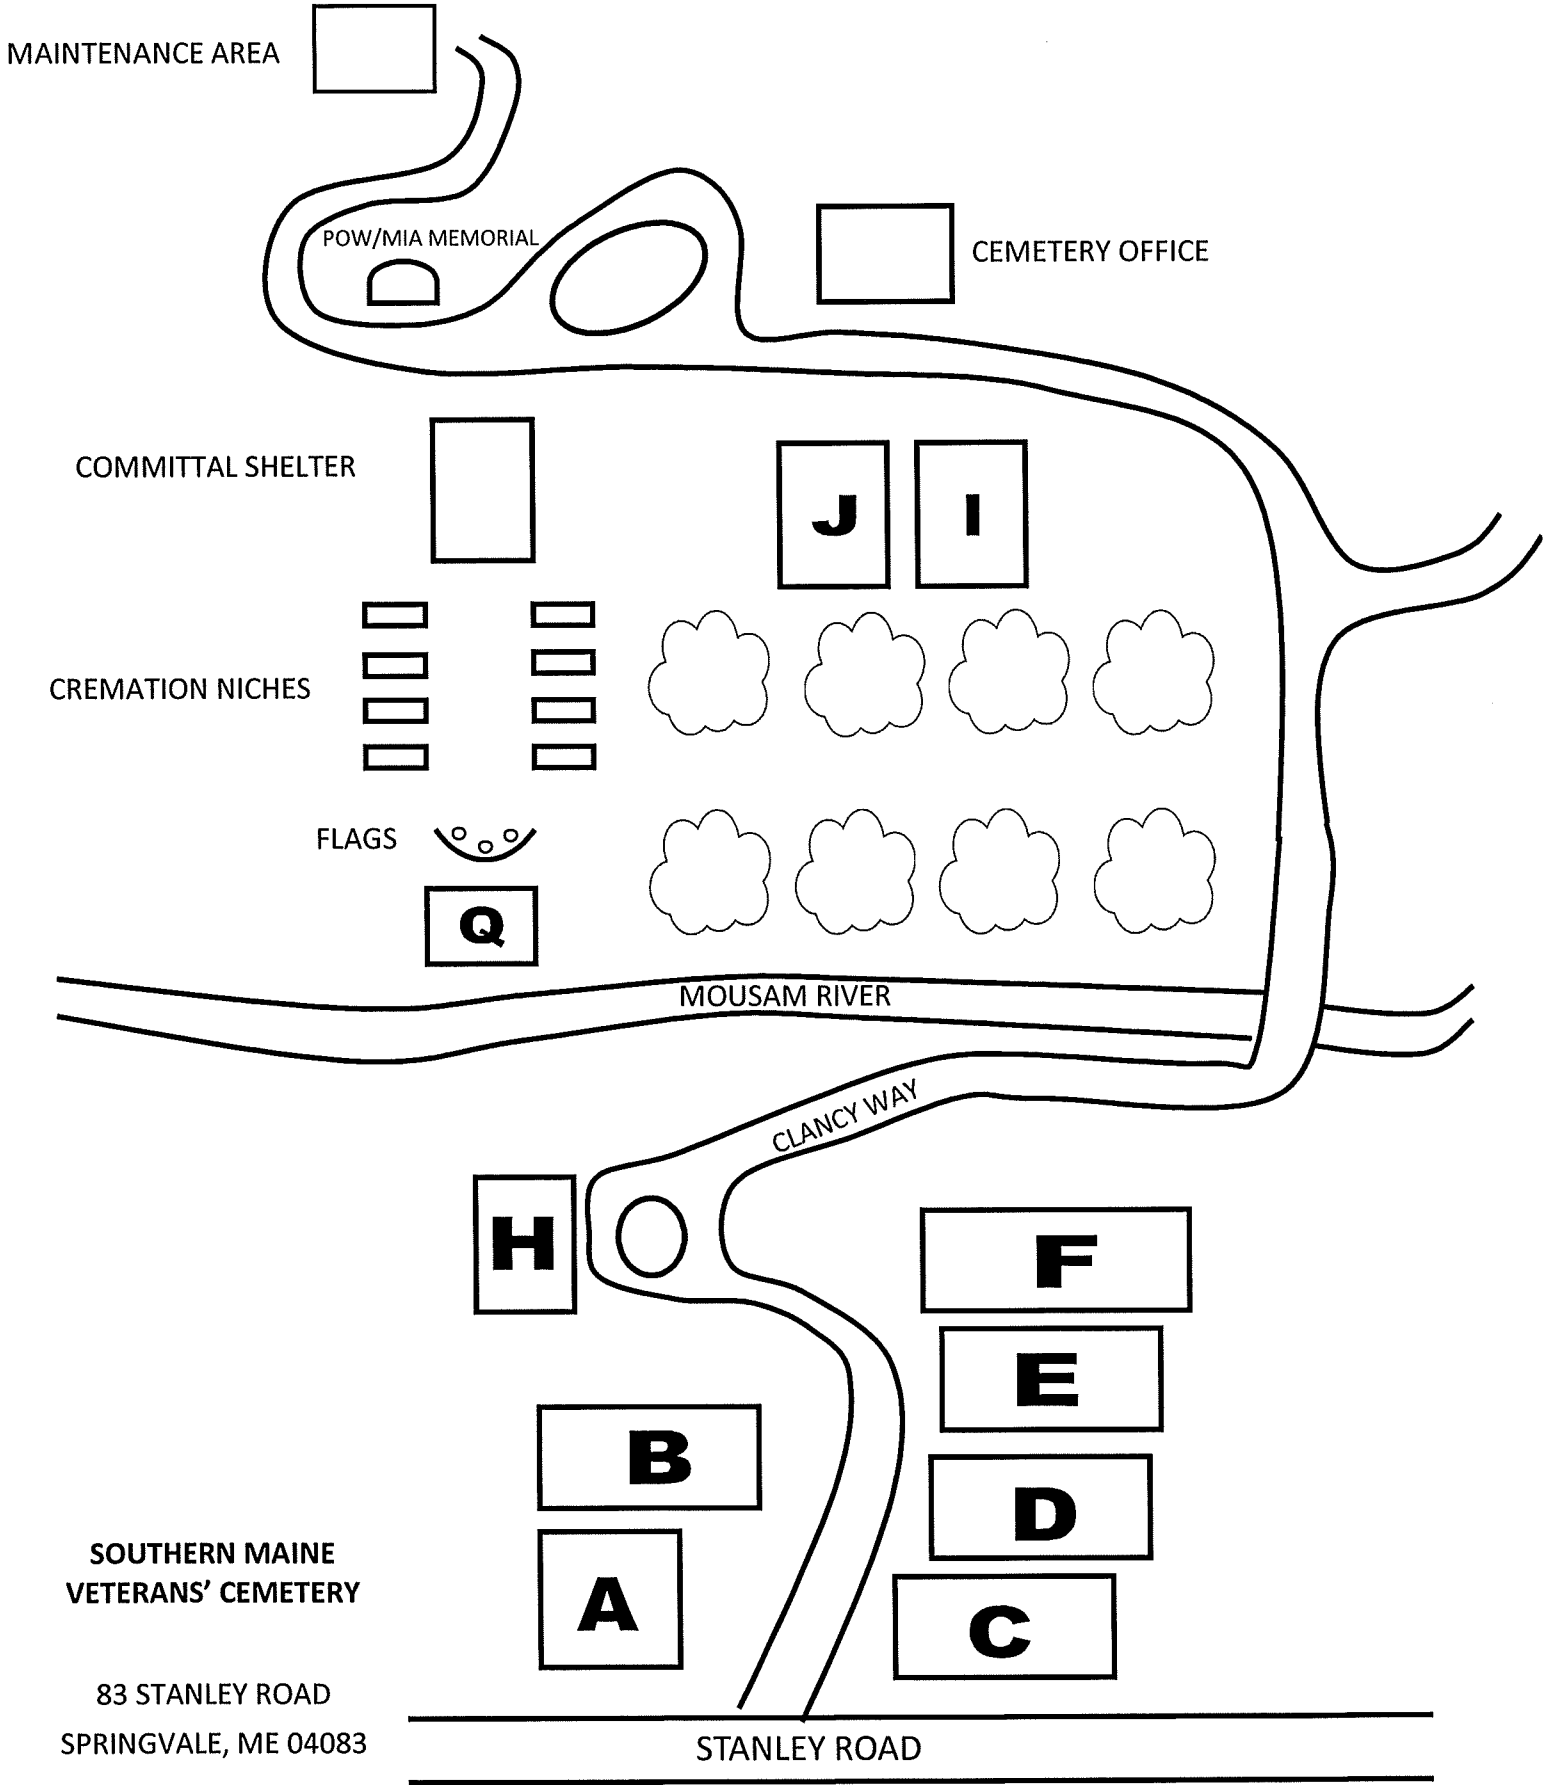 MAINTENANCE AREA
POW/MIA MEMORIAL
CEMETERY OFFICE
COMMITTAL SHELTER
J
I
CREMATION NICHES
FLAGS
Q
MOUSAM RIVER
CLANCY WAY
H
F
E
B
D
A
C
SOUTHERN MAINE
VETERANS' CEMETERY
83 STANLEY ROAD
SPRINGVALE, ME 04083
STANLEY ROAD